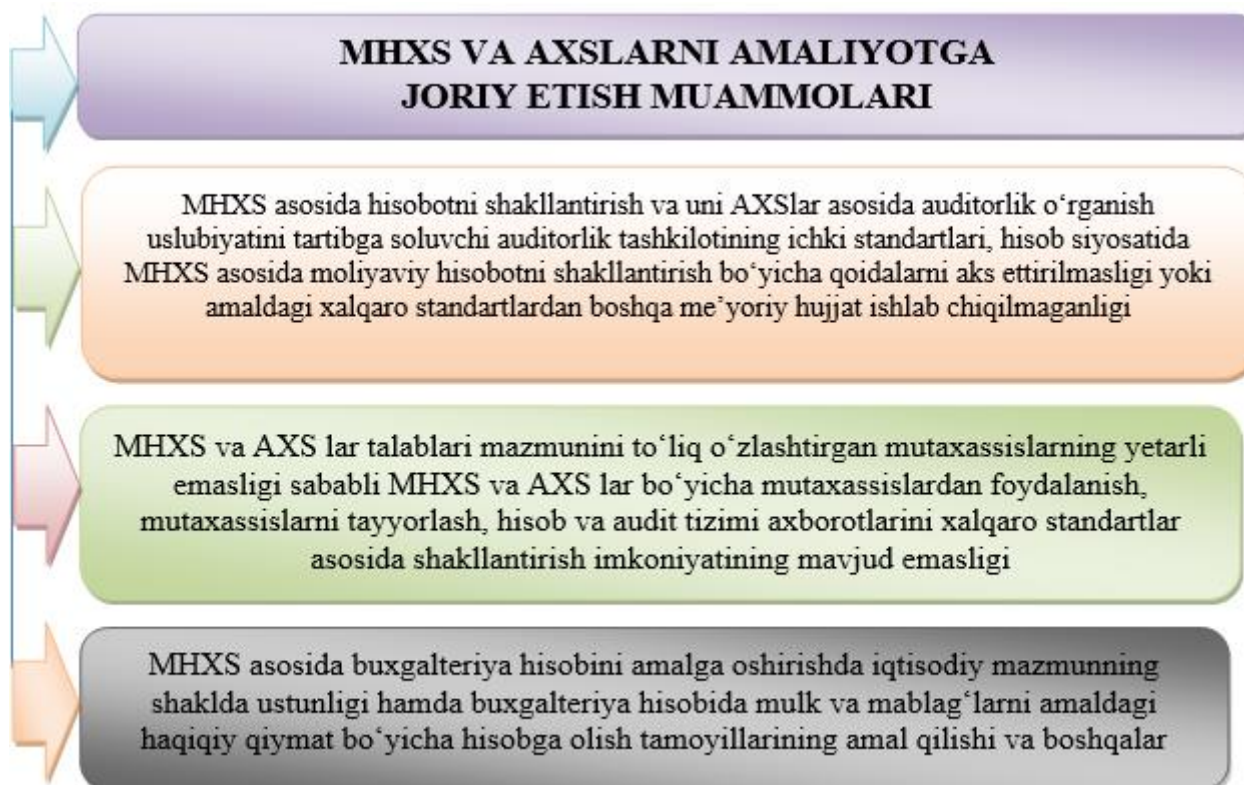 MHXS VA AXSLARNI AMALIYOTGA
JORIY ETISH MUAMMOLARI
MHXS asosida hisobotni shakllantirish va uni AXSlar asosida auditorlik o‘rganish
uslubiyatini tartibga soluvchi auditorlik tashkilotining ichki standartlari, hisob siyosatida
MHXS asosida moliyaviy hisobotni shakllantirish bo‘yicha qoidalarni aks ettirilmasligi yoki
amaldagi xalqaro standartlardan boshqa me’yoriy hujjat ishlab chiqilmaganligi
MHXS va AXS lar talablari mazmunini to‘liq o‘zlashtirgan mutaxassislarning yetarli
emasligi sababli MHXS va AXS lar bo‘yicha mutaxassislardan foydalanish,
mutaxassislarni tayyorlash, hisob va audit tizimi axborotlarini xalqaro standartlar
asosida shakllantirish imkoniyatining mavjud emasligi
MHXS asosida buxgalteriya hisobini amalga oshirishda iqtisodiy mazmunning
shaklda ustunligi hamda buxgalteriya hisobida mulk va mablag‘larni amaldagi
haqiqiy qiymat bo‘yicha hisobga olish tamoyillarining amal qilishi va boshqalar